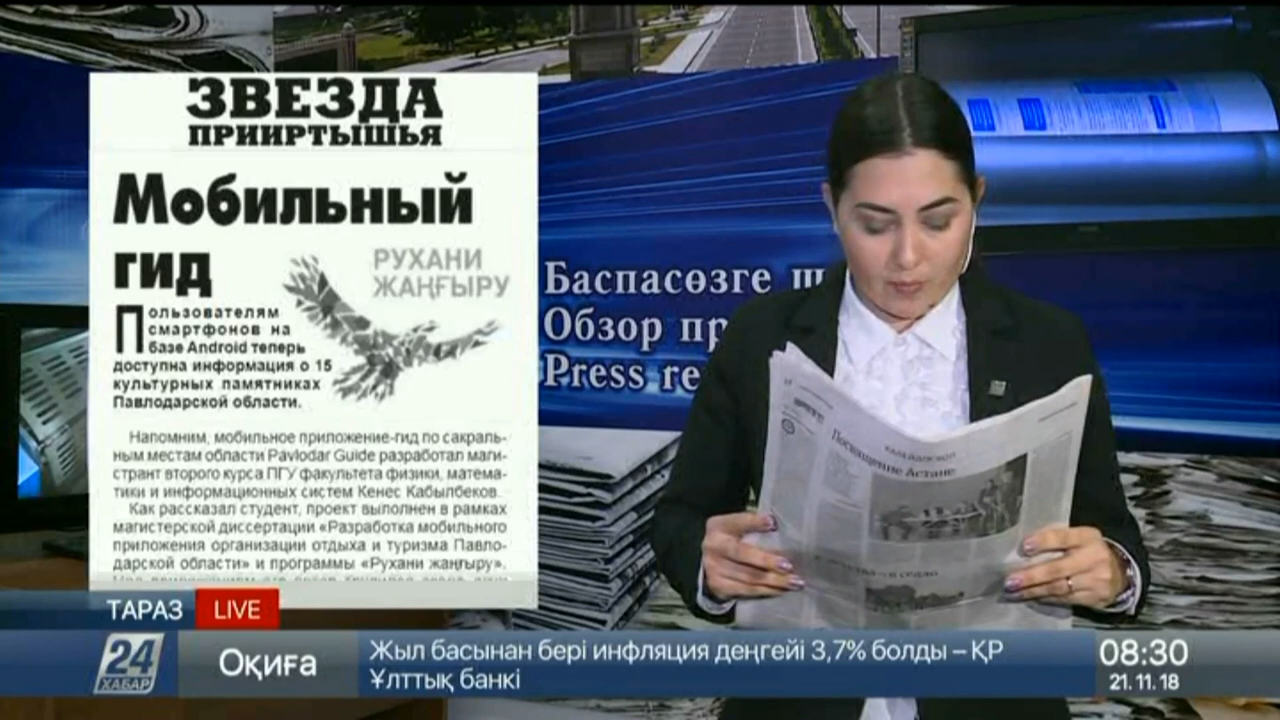 ЗВЕЗДА
ПРИИРТЫШЬЯ
Мобильный
гид
РУХАНИ
ЖАҢҒЫРУ
Пользователям
смартфонов на
базе Android теперь
доступна информация о 15
культурных памятниках
Павлодарской области.
Напомним, мобильное приложение-гид по сакраль-
ным местам области Pavlodar Guide разработал маги-
странт второго курса ПГУ факультета физики, матема-
тики и информационных систем Кенес Кабылбеков.
Как рассказал студент, проект выполнен в рамках
магистерской диссертации «Разработка мобильного
приложения организации отдыха и туризма Павло-
дарской области» и программы «Рухани жаңғыру».
Баспасөзге ш
Обзор пр
Press re
КАЛЕЙДОСКОП
Посвящение Астане
ТАРАЗ
LIVE
24
ХАБАР
Оқиға
Жыл басынан бері инфляция деңгейі 3,7% болды – ҚР
Ұлттық банкі
08:30
21.11.18